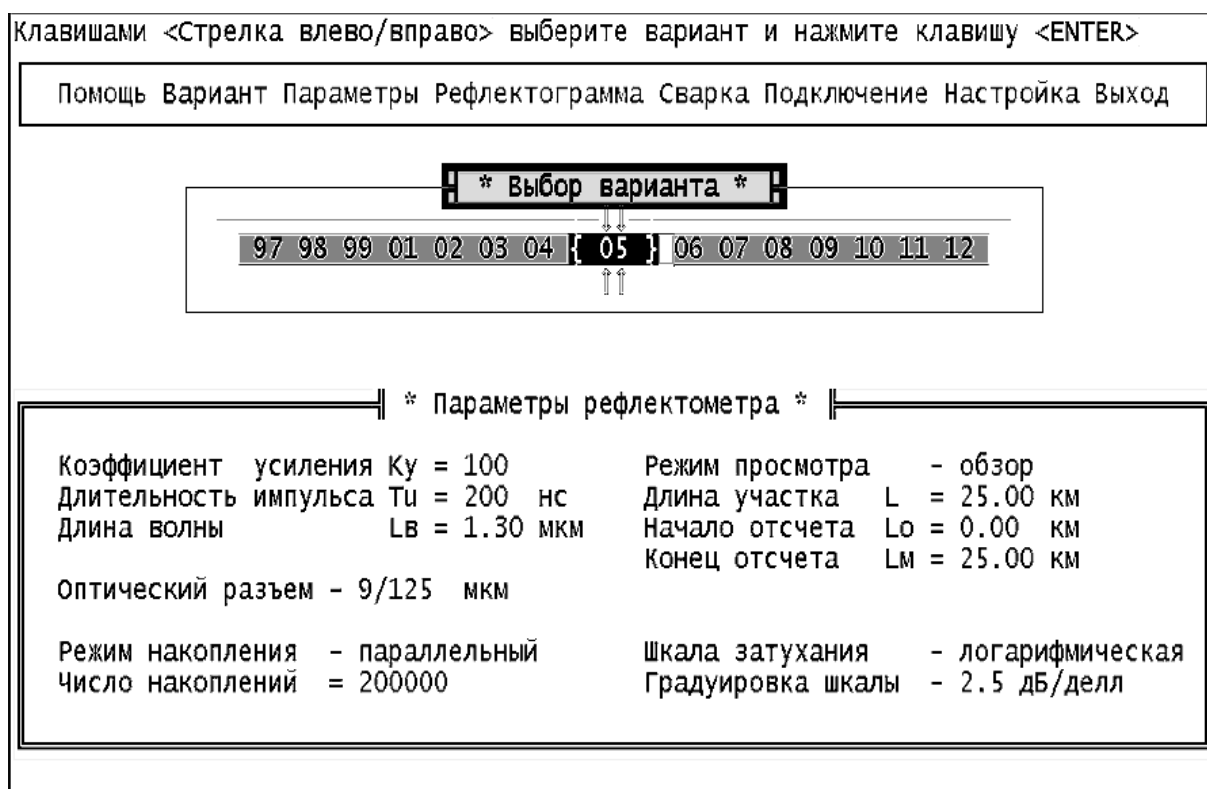 Клавишами <Стрелка влево/вправо> выберите вариант и нажмите клавишу <ENTER>
Помощь Вариант Параметры Рефлектограмма Сварка Подключение Настройка Выход
* Выбор варианта *
97 98 99 01 02 03 04 { 05 } 06 07 08 09 10 11 12
* Параметры рефлектометра *
Коэффициент усиления Ку = 100 Режим просмотра - обзор
Длительность импульса Ти = 200 нс Длина участка L = 25.00 км
Длина волны Lв = 1.30 мкм Начало отсчета Lo = 0.00 км
Конец отсчета Lм = 25.00 км
Оптический разъем - 9/125 мкм
Режим накопления - параллельный Шкала затухания - логарифмическая
Число накоплений = 200000 Градуировка шкалы - 2.5 дБ/делл